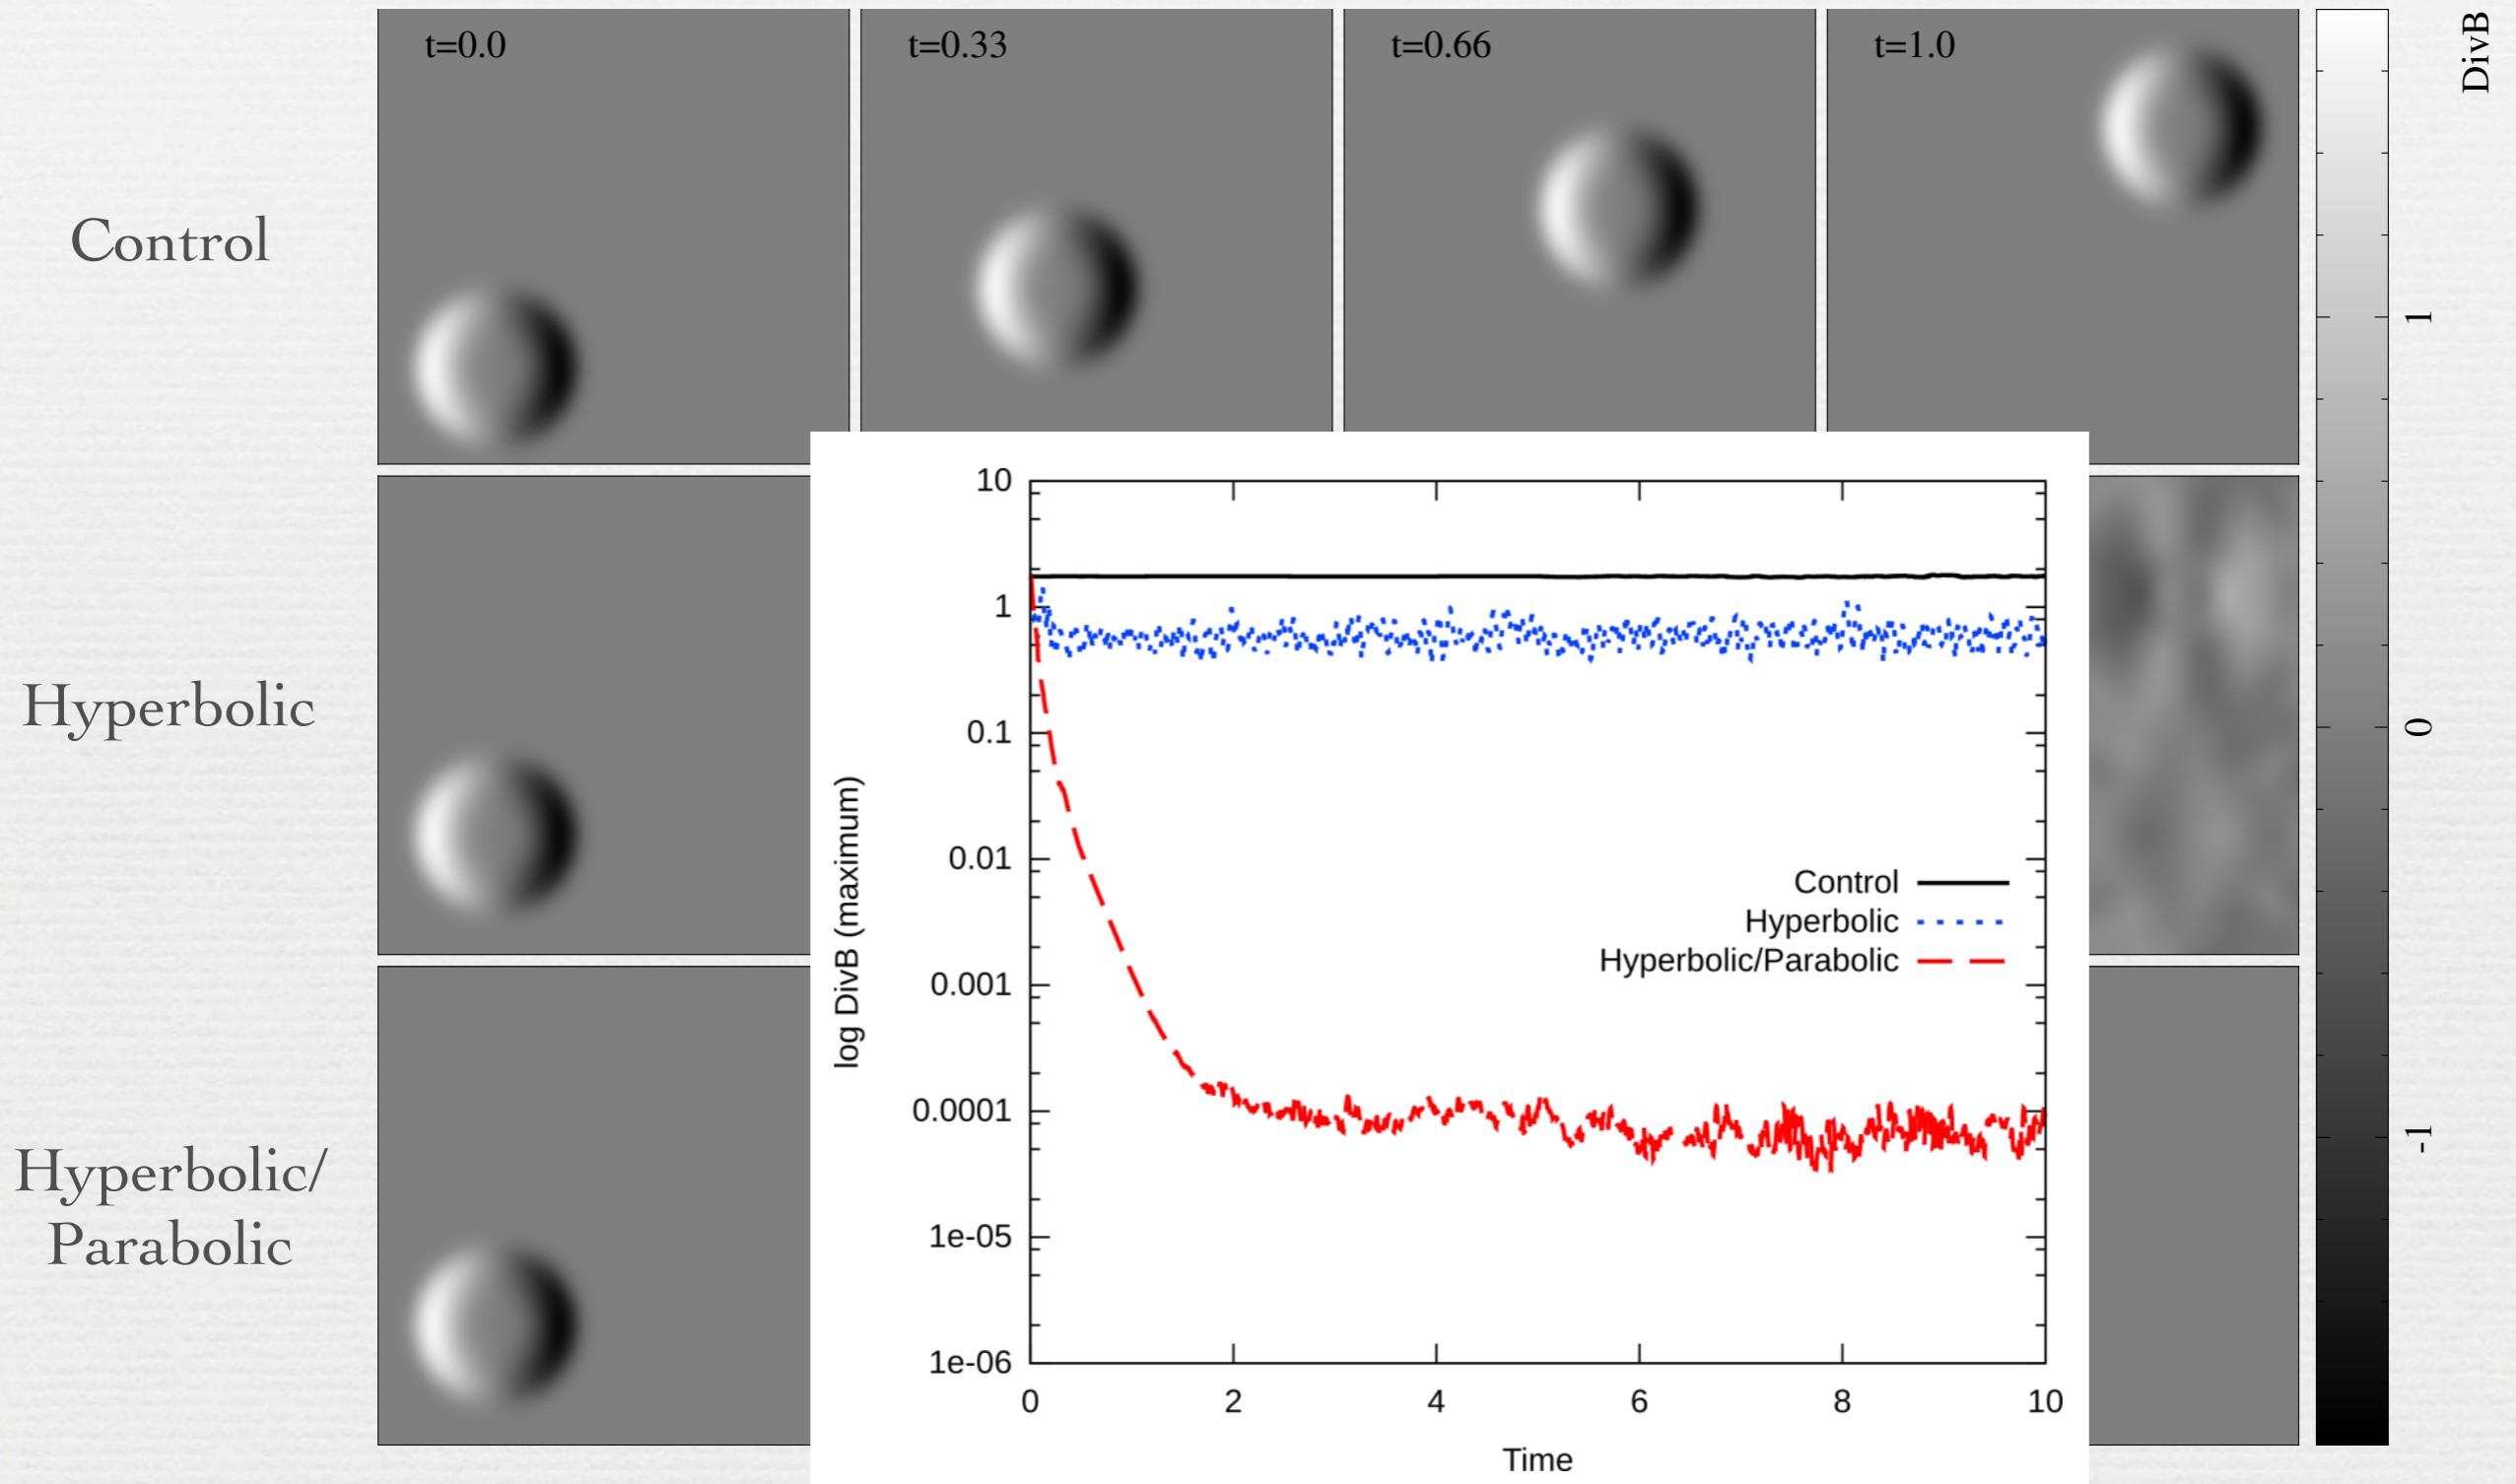 t=0.0
t=0.33
t=0.66
t=1.0
DivB
Control
Hyperbolic
Hyperbolic/
Parabolic
1
0
-1
10
1
0.1
0.01
0.001
0.0001
1e-05
1e-06
log DivB (maximum)
Control
Hyperbolic
Hyperbolic/Parabolic
0
2
4
6
8
10
Time